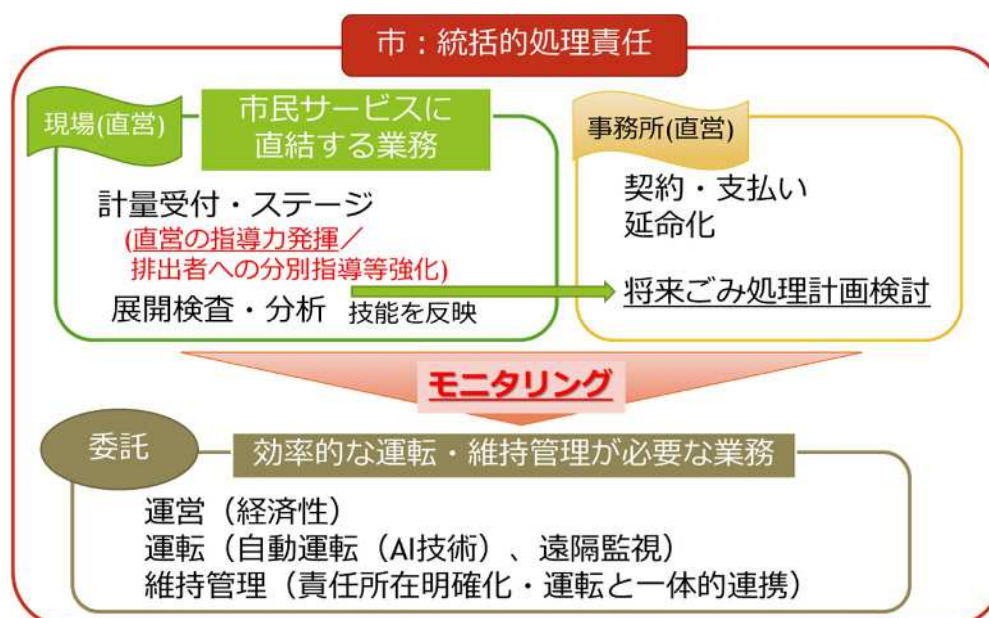 市：統括的処理責任
現場(直営)
市民サービスに
直結する業務
計量受付・ステージ
(直営の指導力発揮／
排出者への分別指導等強化)
展開検査・分析
技能を反映
事務所(直営)
契約・支払い
延命化
将来ごみ処理計画検討
モニタリング
委託
効率的な運転・維持管理が必要な業務
運営（経済性）
運転（自動運転（AI技術）、遠隔監視）
維持管理（責任所在明確化・運転と一体的連携）